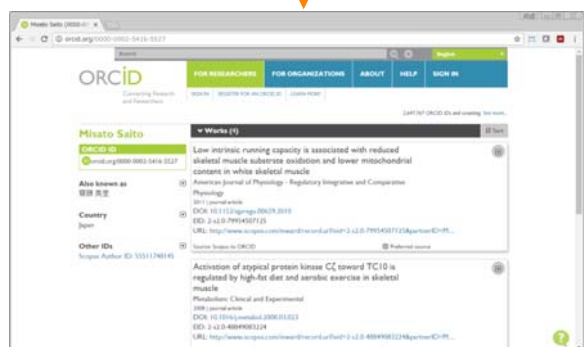 Misato Saito (0000-0
orcid.org/0000-0002-5416-5527
Search
English
ORCID
Connecting Research
and Researchers
FOR RESEARCHERS FOR ORGANIZATIONS ABOUT HELP SIGN IN
SIGN IN REGISTER FOR AN ORCID ID LEARN MORE
ORCID iDs and counting. See more...
Misato Saito
ORCID ID
orcid.org/0000-0002-5416-5527
Also known as
美里
Country
Japan
Other IDs
Scopus Author ID: 55511748145
Works (4)
Sort
Low intrinsic running capacity is associated with reduced
skeletal muscle substrate oxidation and lower mitochondrial
content in white skeletal muscle
American Journal of Physiology - Regulatory Integrative and Comparative
Physiology
2011 | journal-article
DOI: 10.1152/ajpregu.00659.2010
EID: 2-s2.0-79954507125
URL: http://www.scopus.com/inward/record.url?eid=2-s2.0-79954507125&partnerID=M...
Source: Scopus to ORCID
Preferred source
Activation of atypical protein kinase Cζ toward TC10 is
regulated by high-fat diet and aerobic exercise in skeletal
muscle
Metabolism: Clinical and Experimental
2008 | journal-article
DOI: 10.1016/j.metabol.2008.03.023
EID: 2-s2.0-48849083224
URL: http://www.scopus.com/inward/record.url?eid=2-s2.0-48849083224&partnerID=M...